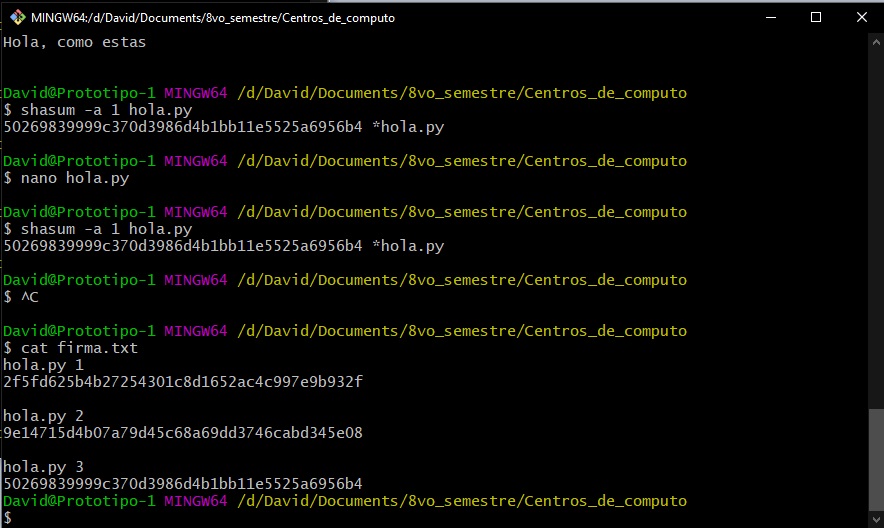 MINGW64:/d/David/Documents/8vo_semestre/Centros_de_computo
Hola, como estas
David@Prototipo-1 MINGW64 /d/David/Documents/8vo_semestre/Centros_de_computo
$ shasum -a 1 hola.py
50269839999c370d3986d4b1bb11e5525a6956b4 *hola.py
David@Prototipo-1 MINGW64 /d/David/Documents/8vo_semestre/Centros_de_computo
$ nano hola.py
David@Prototipo-1 MINGW64 /d/David/Documents/8vo_semestre/Centros_de_computo
$ shasum -a 1 hola.py
50269839999c370d3986d4b1bb11e5525a6956b4 *hola.py
David@Prototipo-1 MINGW64 /d/David/Documents/8vo_semestre/Centros_de_computo
$ ^C
David@Prototipo-1 MINGW64 /d/David/Documents/8vo_semestre/Centros_de_computo
$ cat firma.txt
hola.py 1
2f5fd625b4b27254301c8d1652ac4c997e9b932f
hola.py 2
9e14715d4b07a79d45c68a69dd3746cabd345e08
hola.py 3
50269839999c370d3986d4b1bb11e5525a6956b4
David@Prototipo-1 MINGW64 /d/David/Documents/8vo_semestre/Centros_de_computo
$